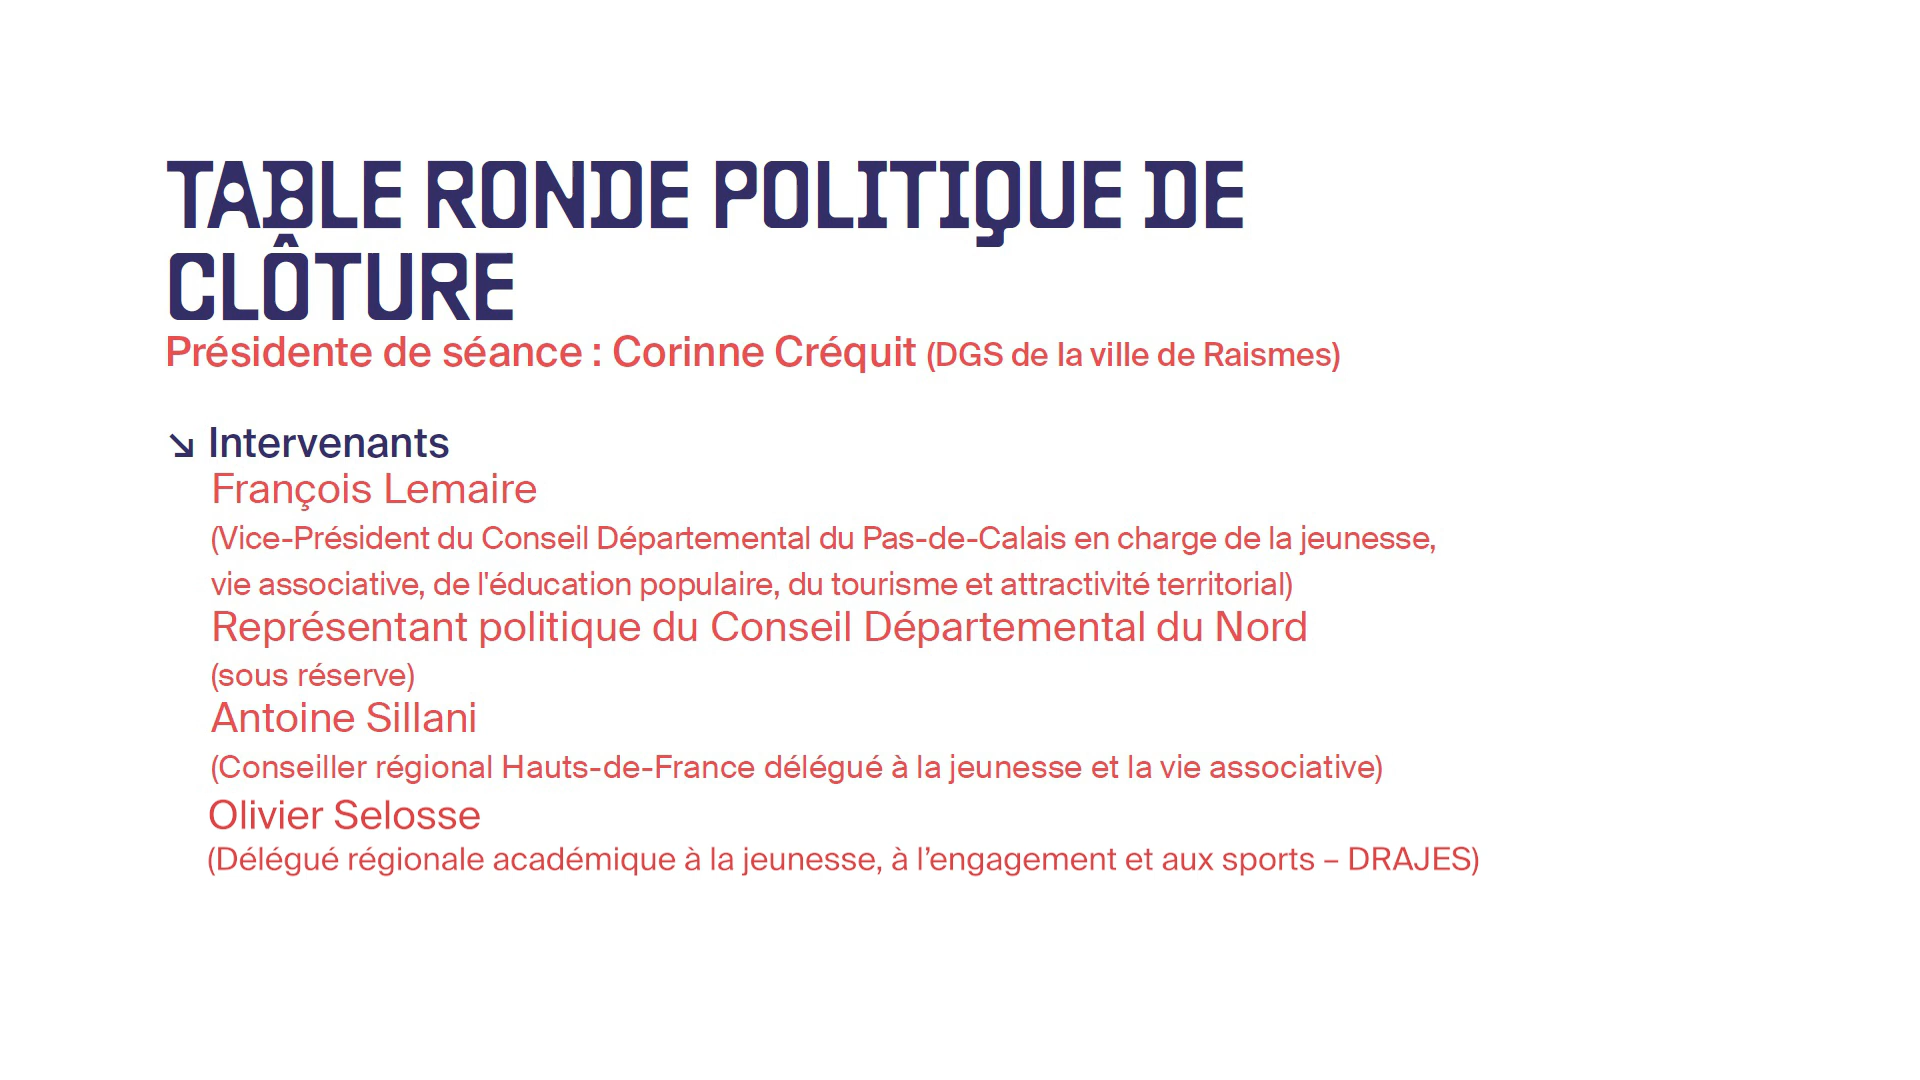 TABLE RONDE POLITIQUE DE
CLÔTURE
Présidente de séance : Corinne Créquit (DGS de la ville de Raismes)
↘ Intervenants
François Lemaire
(Vice-Président du Conseil Départemental du Pas-de-Calais en charge de la jeunesse,
vie associative, de l'éducation populaire, du tourisme et attractivité territorial)
Représentant politique du Conseil Départemental du Nord
(sous réserve)
Antoine Sillani
(Conseiller régional Hauts-de-France délégué à la jeunesse et la vie associative)
Olivier Selosse
(Délégué régionale académique à la jeunesse, à l’engagement et aux sports – DRAJES)